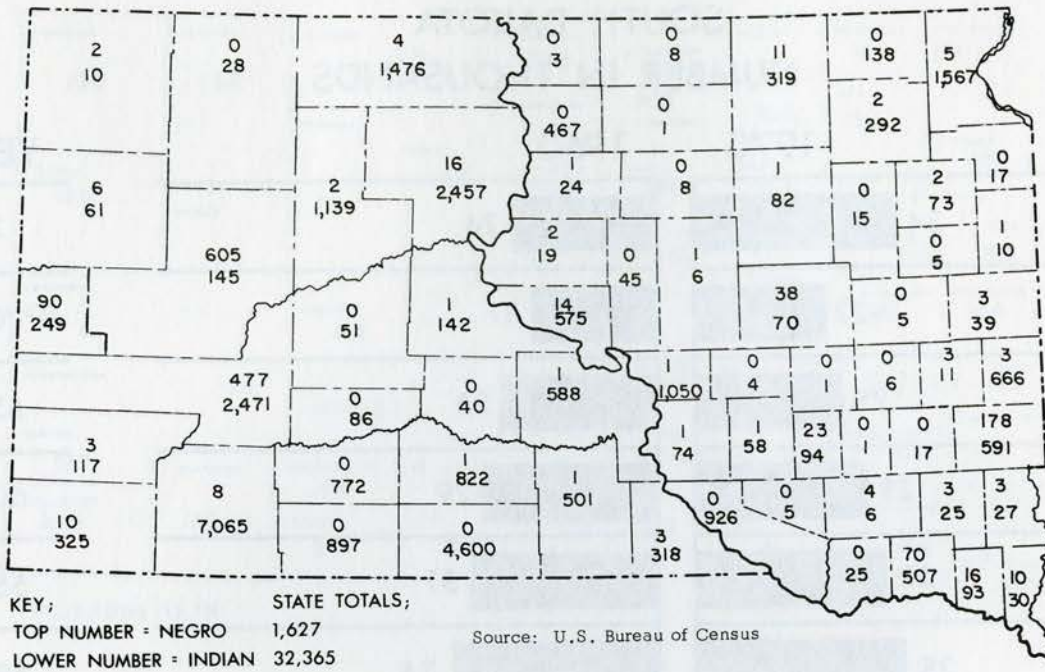 2 0 4 0 0 11 0 5
10 28 1,476 3 8 319 138 1,567
0 0 2
467 1 292
16 1 0 1 0 2 0
2,457 24 8 82 15 73 17
6 2
61 1,139
605 2 0 1 0 1
145 19 45 6 5 10
90 0 1 14 38 0 3
249 51 142 575 70 5 39
477 0 0 1 1,050 0 0 0 3 3
2,471 86 40 588 4 1 6 11 666
3 1 1 23 0 0 178
117 74 58 94 1 17 591
8 0 1 1 0 0 4 3 3
7,065 772 822 501 926 5 6 25 27
10 0 0 3 0 70 16 10
325 897 4,600 318 25 507 93 30
KEY; STATE TOTALS;
TOP NUMBER = NEGRO 1,627
LOWER NUMBER = INDIAN 32,365
Source: U.S. Bureau of Census